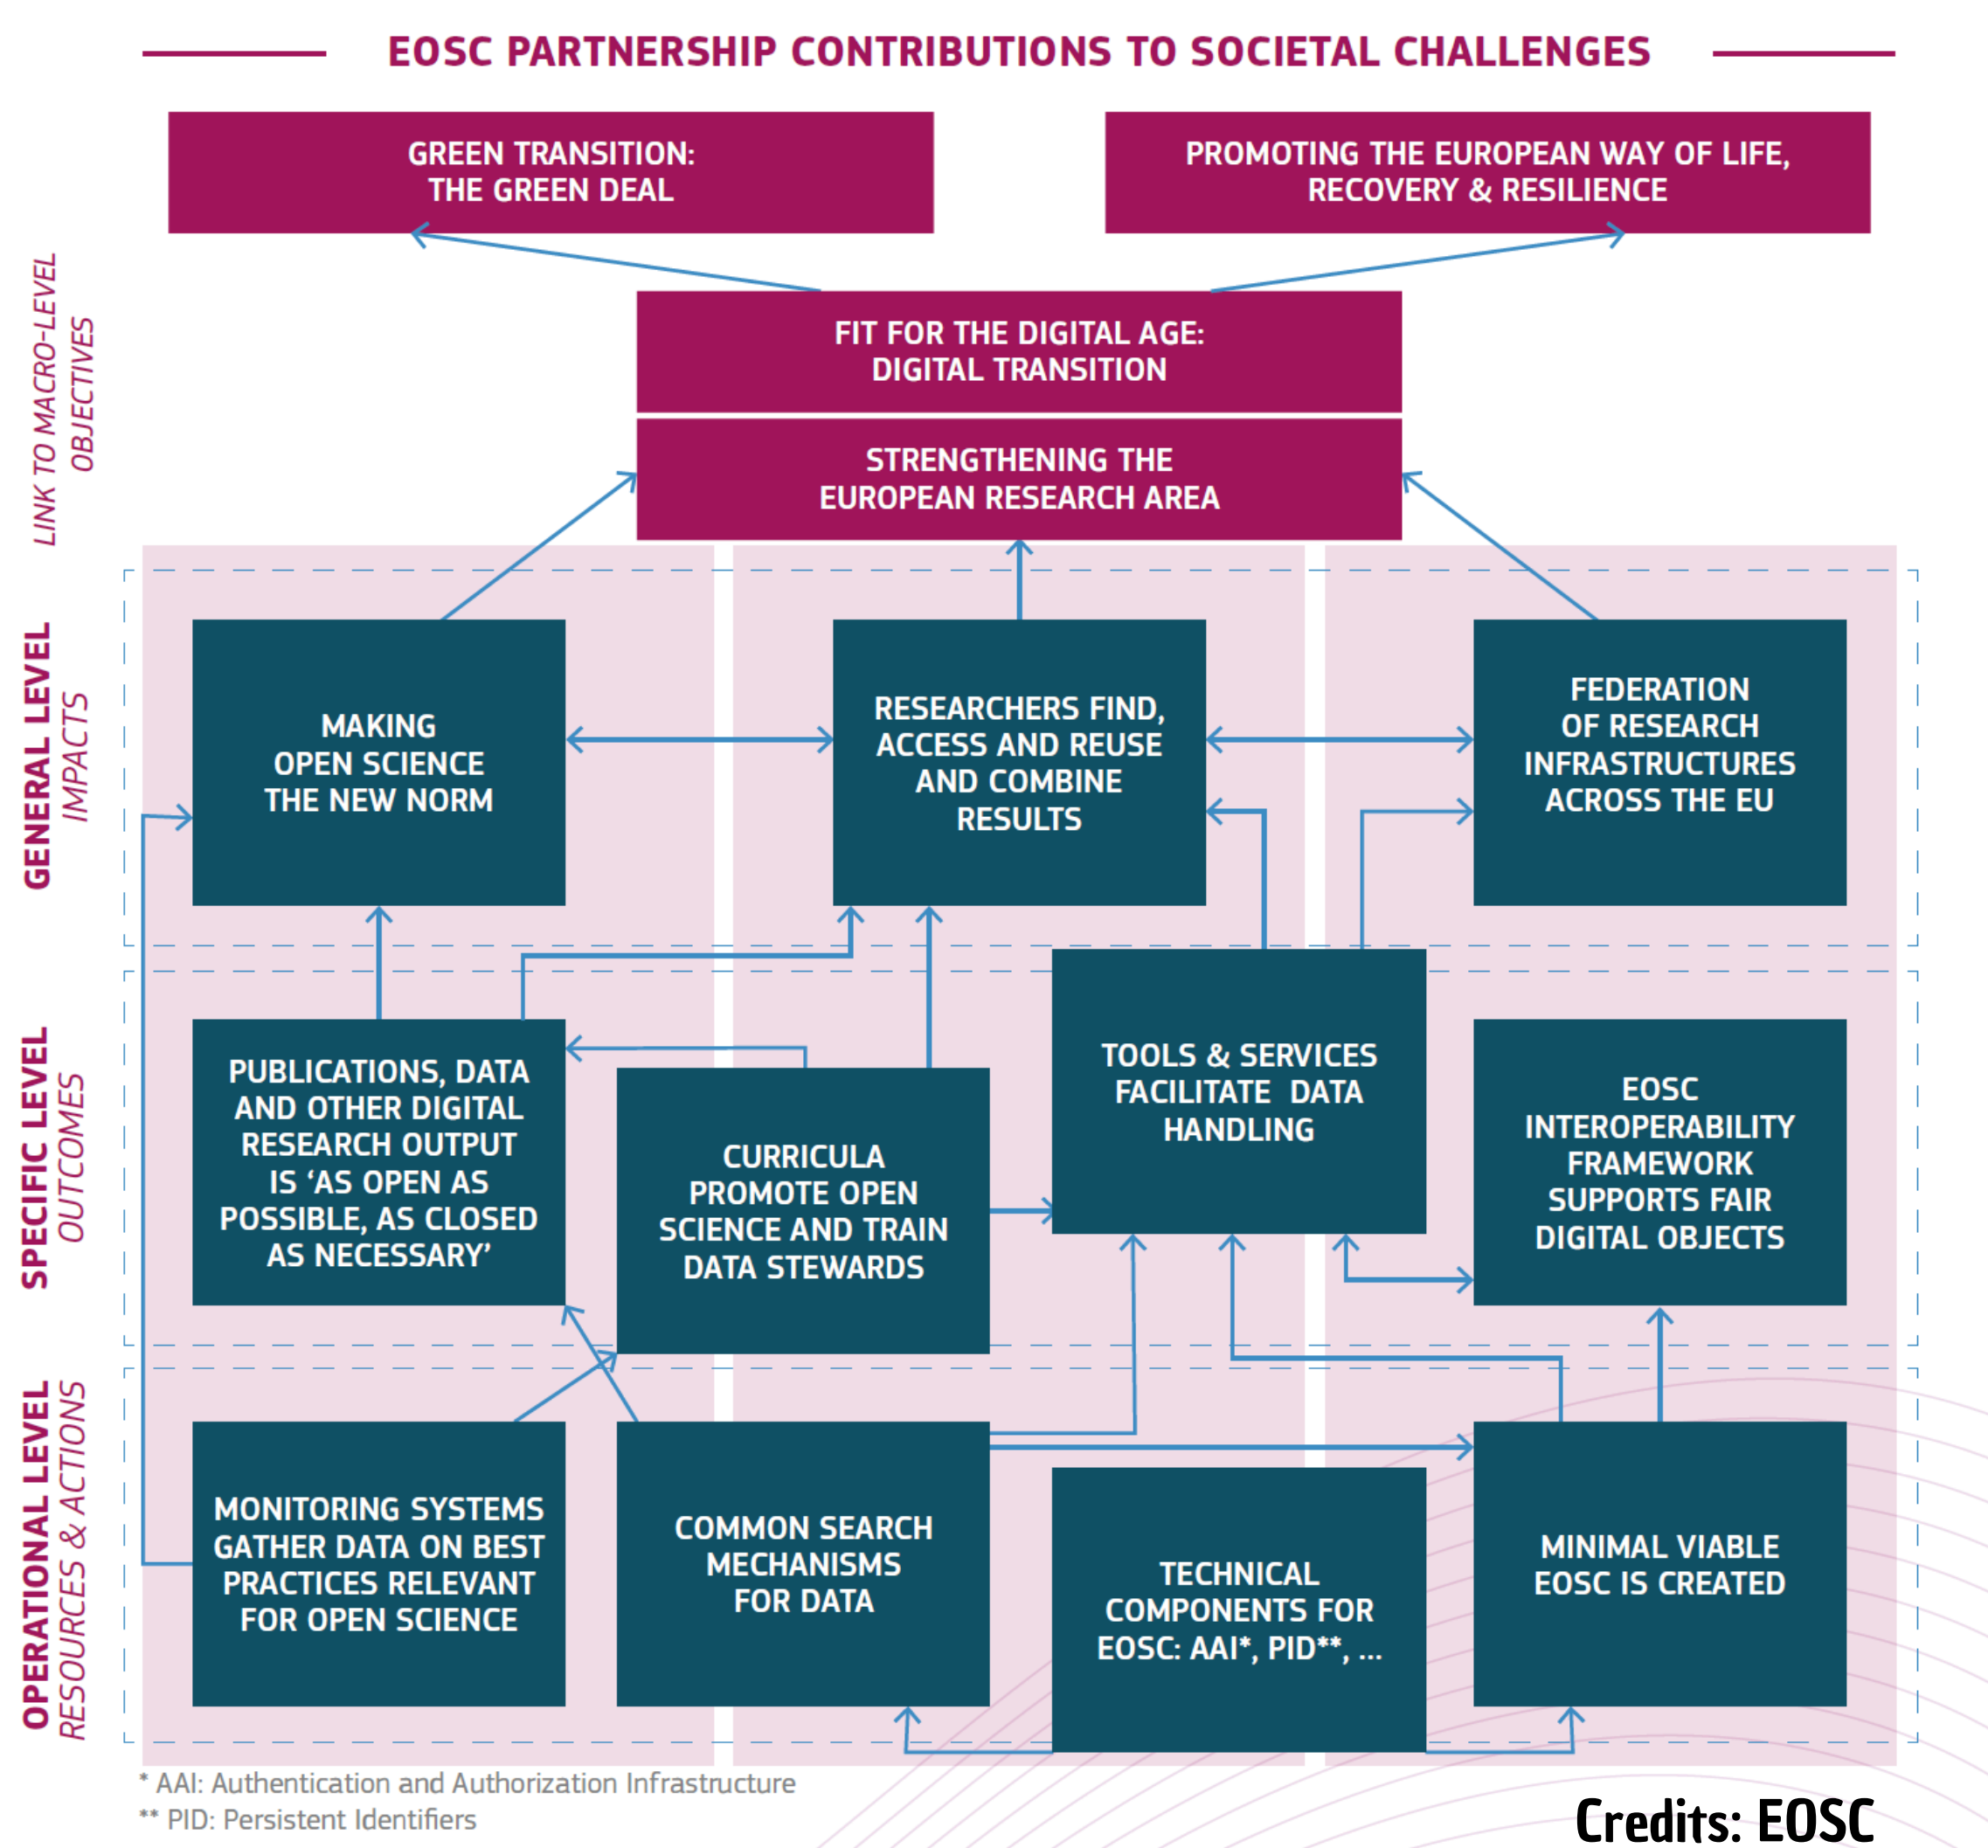 EOSC PARTNERSHIP CONTRIBUTIONS TO SOCIETAL CHALLENGES
GREEN TRANSITION:
THE GREEN DEAL
PROMOTING THE EUROPEAN WAY OF LIFE,
RECOVERY & RESILIENCE
LINK TO MACRO-LEVEL
OBJECTIVES
FIT FOR THE DIGITAL AGE:
DIGITAL TRANSITION
STRENGTHENING THE
EUROPEAN RESEARCH AREA
GENERAL LEVEL
IMPACTS
MAKING
OPEN SCIENCE
THE NEW NORM
RESEARCHERS FIND,
ACCESS AND REUSE
AND COMBINE
RESULTS
FEDERATION
OF RESEARCH
INFRASTRUCTURES
ACROSS THE EU
SPECIFIC LEVEL
OUTCOMES
PUBLICATIONS, DATA
AND OTHER DIGITAL
RESEARCH OUTPUT
IS ‘AS OPEN AS
POSSIBLE, AS CLOSED
AS NECESSARY’
CURRICULA
PROMOTE OPEN
SCIENCE AND TRAIN
DATA STEWARDS
TOOLS & SERVICES
FACILITATE DATA
HANDLING
EOSC
INTEROPERABILITY
FRAMEWORK
SUPPORTS FAIR
DIGITAL OBJECTS
OPERATIONAL LEVEL
RESOURCES & ACTIONS
MONITORING SYSTEMS
GATHER DATA ON BEST
PRACTICES RELEVANT
FOR OPEN SCIENCE
COMMON SEARCH
MECHANISMS
FOR DATA
TECHNICAL
COMPONENTS FOR
EOSC: AAI*, PID**, ...
MINIMAL VIABLE
EOSC IS CREATED
* AAI: Authentication and Authorization Infrastructure
** PID: Persistent Identifiers
Credits: EOSC